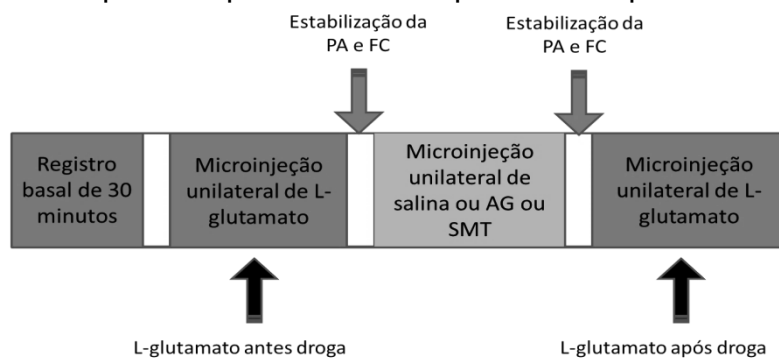 Estabilização da
PA e FC
Estabilização da
PA e FC
Registro
basal de 30
minutos
Microinjeção
unilateral de L-
glutamato
Microinjeção
unilateral de
salina ou AG ou
SMT
Microinjeção
unilateral de L-
glutamato
L-glutamato antes droga
L-glutamato após droga